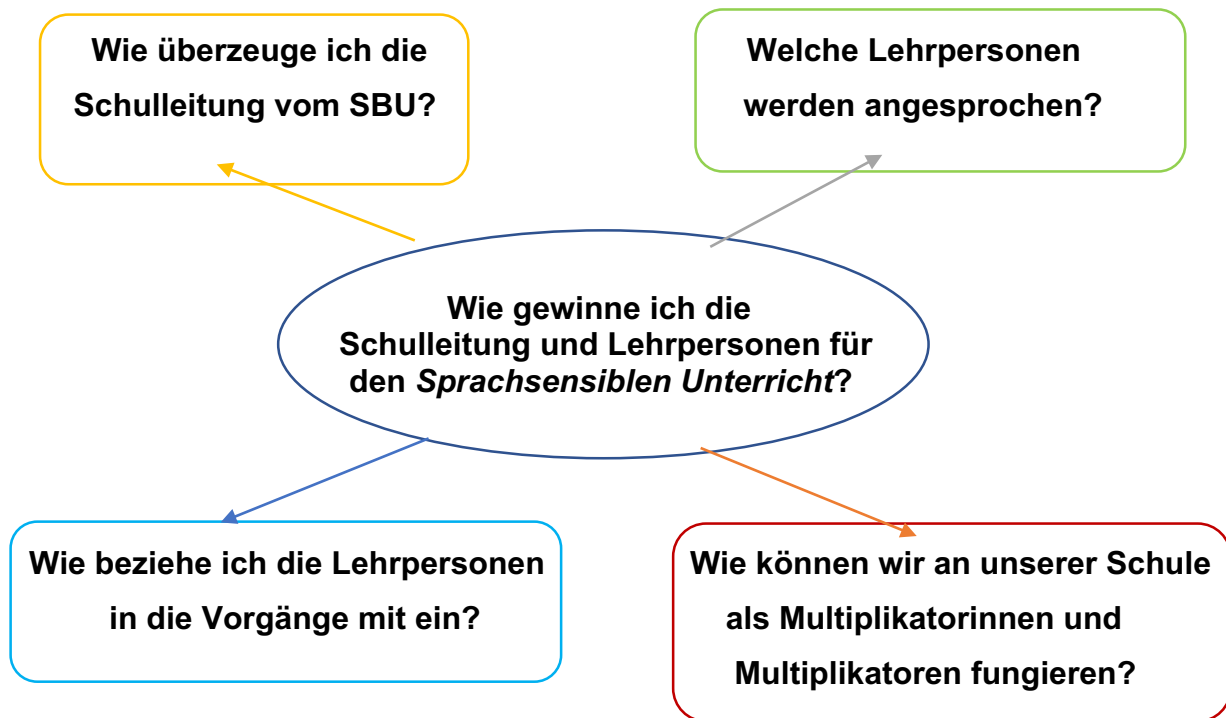 Wie überzeuge ich die
Schulleitung vom SBU?
Welche Lehrpersonen
werden angesprochen?
Wie gewinne ich die
Schulleitung und Lehrpersonen für
den Sprachsensiblen Unterricht?
Wie beziehe ich die Lehrpersonen
in die Vorgänge mit ein?
Wie können wir an unserer Schule
als Multiplikatorinnen und
Multiplikatoren fungieren?